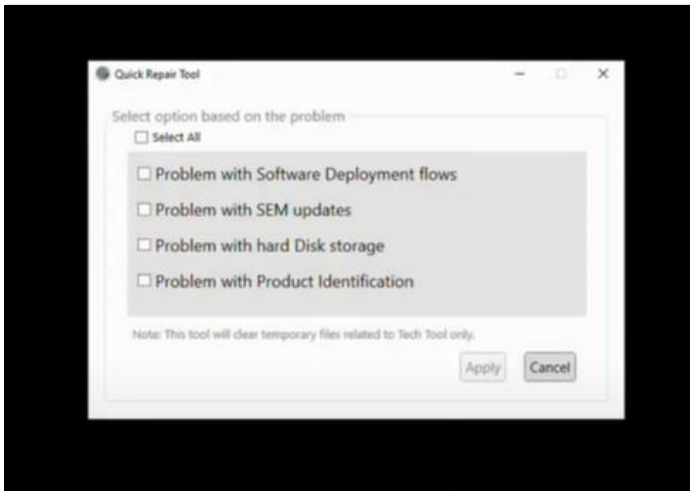 Quick Repair Tool
Select option based on the problem
Select All
Problem with Software Deployment flows
Problem with SEM updates
Problem with hard Disk storage
Problem with Product Identification
Note: This tool will clear temporary files related to Tech Tool only.
Apply
Cancel